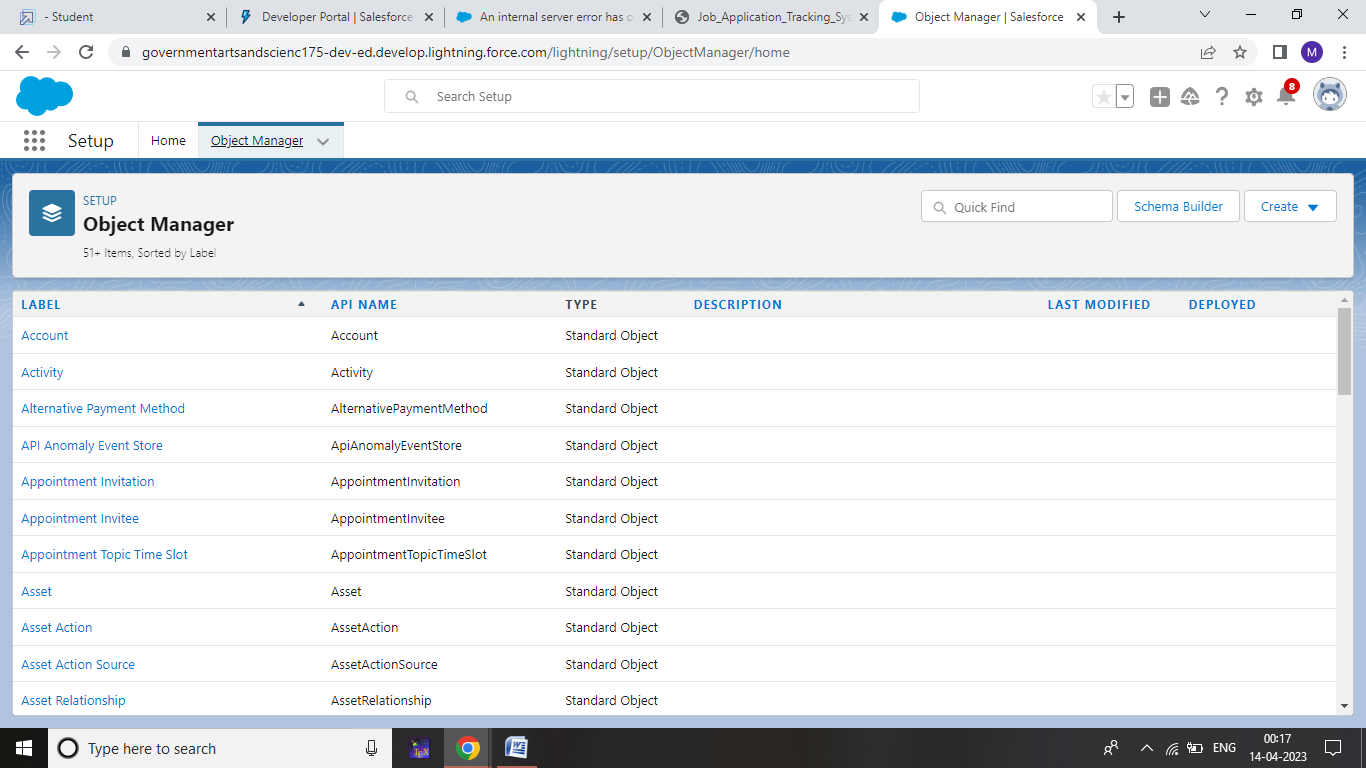 - Student
Developer Portal | Salesforce
An internal server error has o
Job_Application_Tracking_Sys
Object Manager | Salesforce
governmentartsandscienc175-dev-ed.develop.lightning.force.com/lightning/setup/ObjectManager/home
M
Search Setup
8
Setup
Home
Object Manager
SETUP
Object Manager
51+ Items, Sorted by Label
Quick Find
Schema Builder
Create
LABEL API NAME TYPE DESCRIPTION LAST MODIFIED DEPLOYED
Account Account Standard Object
Activity Activity Standard Object
Alternative Payment Method AlternativePaymentMethod Standard Object
API Anomaly Event Store ApiAnomalyEventStore Standard Object
Appointment Invitation AppointmentInvitation Standard Object
Appointment Invitee AppointmentInvitee Standard Object
Appointment Topic Time Slot AppointmentTopicTimeSlot Standard Object
Asset Asset Standard Object
Asset Action AssetAction Standard Object
Asset Action Source AssetActionSource Standard Object
Asset Relationship AssetRelationship Standard Object
Type here to search
ENG
00:17
14-04-2023